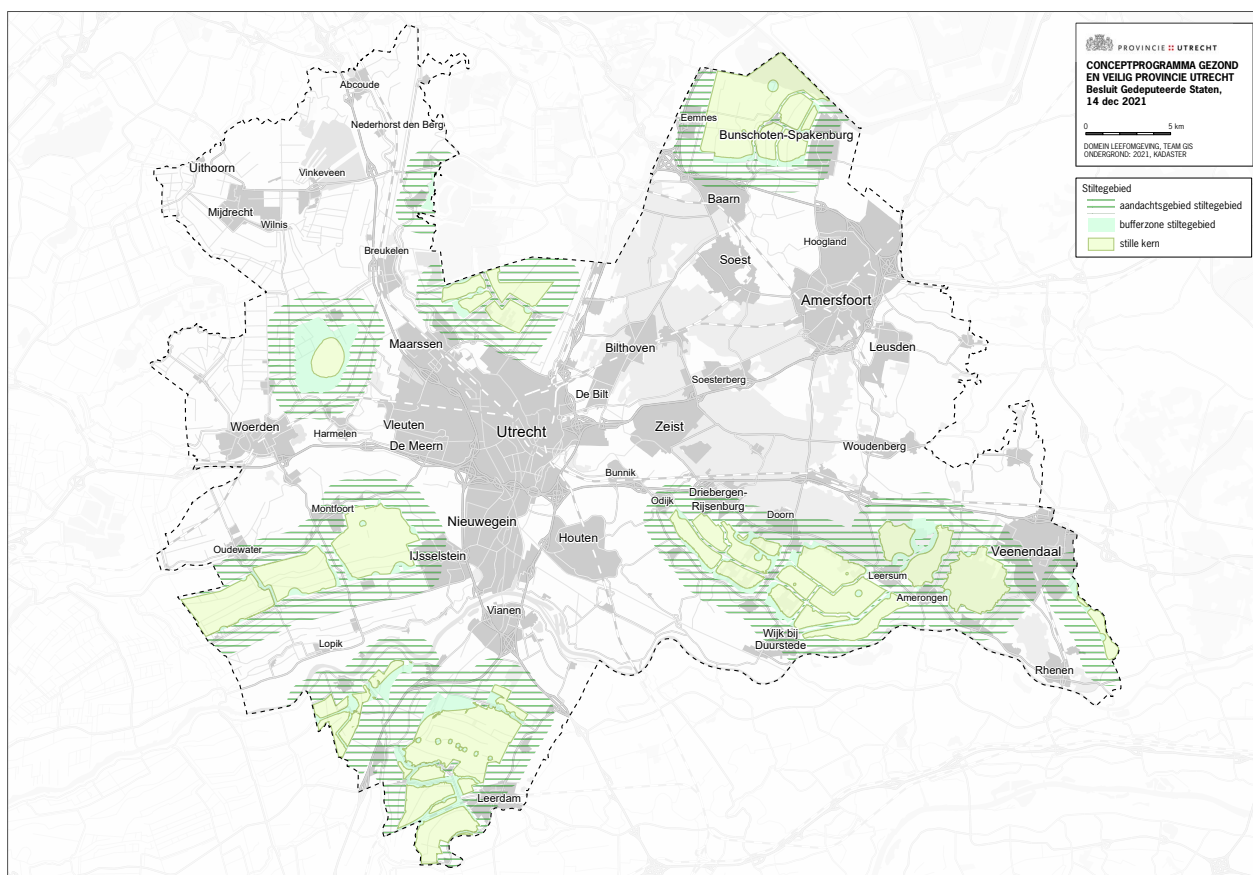 PROVINCIE UTRECHT
CONCEPTPROGRAMMA GEZOND
EN VEILIG PROVINCIE UTRECHT
Besluit Gedeputeerde Staten,
14 dec 2021
0 5 km
DOMEIN LEEFOMGEVING, TEAM GIS
ONDERGROND: 2021, KADASTER
Stiltegebied
aandachtsgebied stiltegebied
bufferzone stiltegebied
stille kern
Abcoude
Nederhorst den Berg
Eemnes
Bunschoten-Spakenburg
Uithoorn
Vinkeveen
Mijdrecht
Wilnis
Baarn
Hoogland
Breukelen
Soest
Amersfoort
Maarssen
Bilthoven
Leusden
Soesterberg
De Bilt
Vleuten
Woerden
Harmelen
Utrecht
Zeist
De Meern
Woudenberg
Bunnik
Driebergen-
Rijsenburg
Odijk
Montfoort
Doorn
Nieuwegein
Houten
Oudewater
IJsselstein
Veenendaal
Leersum
Amerongen
Vianen
Wijk bij
Duurstede
Lopik
Rhenen
Leerdam